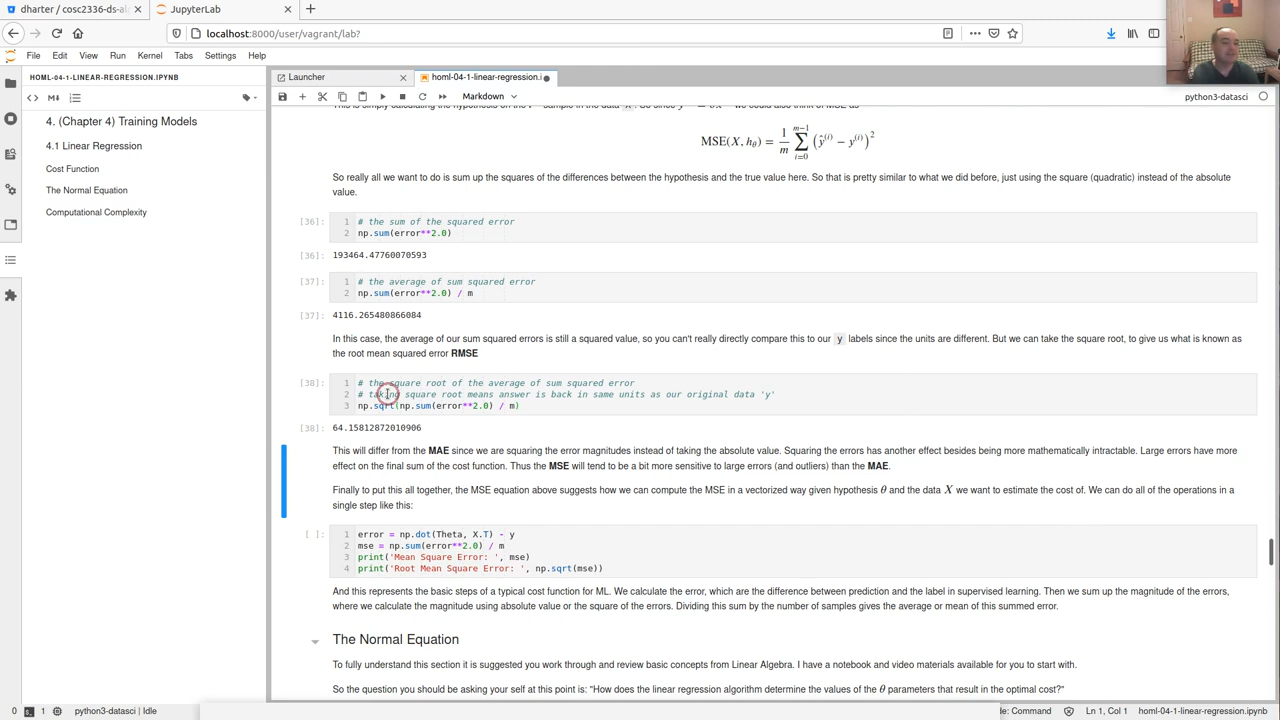 dharter / cosc2336-ds-al
JupyterLab
localhost:8000/user/vagrant/lab?
File Edit View Run Kernel Tabs Settings Help
HOML-04-1-LINEAR-REGRESSION.IPYNB
4. (Chapter 4) Training Models
4.1 Linear Regression
Cost Function
The Normal Equation
Computational Complexity
Launcher
homl-04-1-linear-regression.i
Markdown
python3-datasci
MSE(X, hθ) = 1/m ∑ i=0 m−1 (ŷ(i) − y(i))2
So really all we want to do is sum up the squares of the differences between the hypothesis and the true value here. So that is pretty similar to what we did before, just using the square (quadratic) instead of the absolute
value.
[36]: 1 # the sum of the squared error
2 np.sum(error**2.0)
[36]: 193464.47760070593
[37]: 1 # the average of sum squared error
2 np.sum(error**2.0) / m
[37]: 4116.265480866084
In this case, the average of our sum squared errors is still a squared value, so you can't really directly compare this to our y labels since the units are different. But we can take the square root, to give us what is known as
the root mean squared error RMSE
[38]: 1 # the square root of the average of sum squared error
2 # taking square root means answer is back in same units as our original data 'y'
3 np.sqrt(np.sum(error**2.0) / m)
[38]: 64.15812872010906
This will differ from the MAE since we are squaring the error magnitudes instead of taking the absolute value. Squaring the errors has another effect besides being more mathematically intractable. Large errors have more
effect on the final sum of the cost function. Thus the MSE will tend to be a bit more sensitive to large errors (and outliers) than the MAE.
Finally to put this all together, the MSE equation above suggests how we can compute the MSE in a vectorized way given hypothesis θ and the data X we want to estimate the cost of. We can do all of the operations in a
single step like this:
[ ]: 1 error = np.dot(Theta, X.T) - y
2 mse = np.sum(error**2.0) / m
3 print('Mean Square Error: ', mse)
4 print('Root Mean Square Error: ', np.sqrt(mse))
And this represents the basic steps of a typical cost function for ML. We calculate the error, which are the difference between prediction and the label in supervised learning. Then we sum up the magnitude of the errors,
where we calculate the magnitude using absolute value or the square of the errors. Dividing this sum by the number of samples gives the average or mean of this summed error.
The Normal Equation
To fully understand this section it is suggested you work through and review basic concepts from Linear Algebra. I have a notebook and video materials available for you to start with.
So the question you should be asking your self at this point is: "How does the linear regression algorithm determine the values of the θ parameters that result in the optimal cost?"
0 1 python3-datasci | Idle
de: Command Ln 1, Col 1 homl-04-1-linear-regression.ipynb